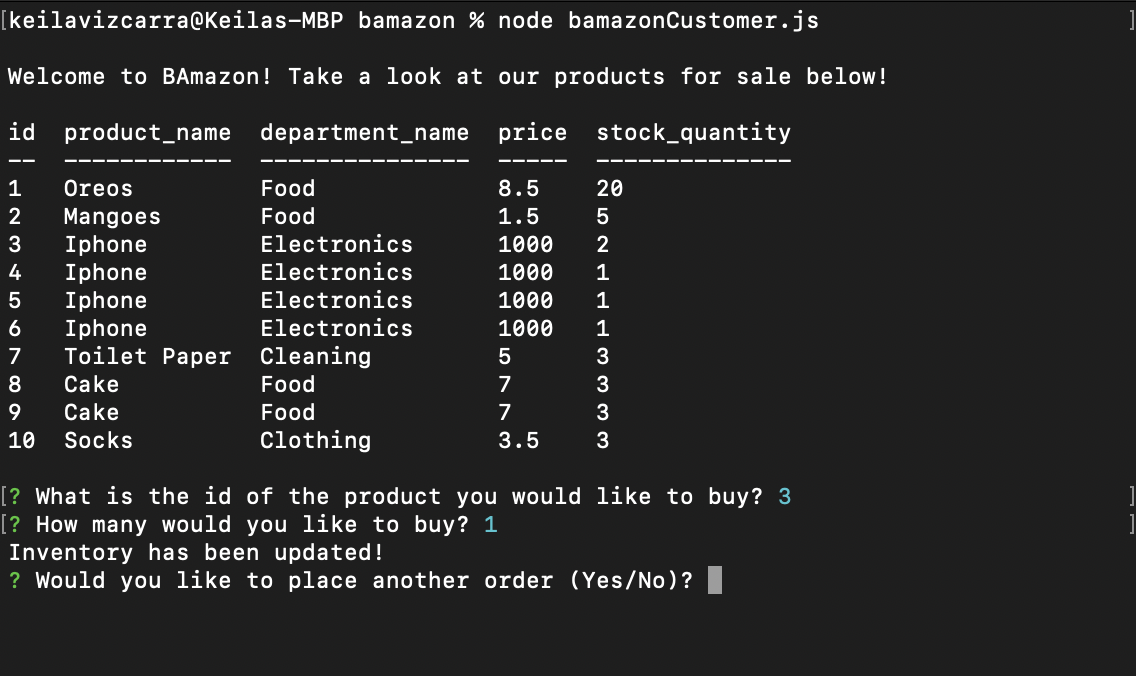 [keilavizcarra@Keilas-MBP bamazon % node bamazonCustomer.js ]
Welcome to BAmazon! Take a look at our products for sale below!
id  product_name  department_name  price  stock_quantity
--  ------------  ---------------  -----  --------------
1   Oreos         Food             8.5    20
2   Mangoes       Food             1.5    5
3   Iphone        Electronics      1000   2
4   Iphone        Electronics      1000   1
5   Iphone        Electronics      1000   1
6   Iphone        Electronics      1000   1
7   Toilet Paper  Cleaning         5      3
8   Cake          Food             7      3
9   Cake          Food             7      3
10  Socks         Clothing         3.5    3
[? What is the id of the product you would like to buy? 3 ]
[? How many would you like to buy? 1 ]
Inventory has been updated!
? Would you like to place another order (Yes/No)?